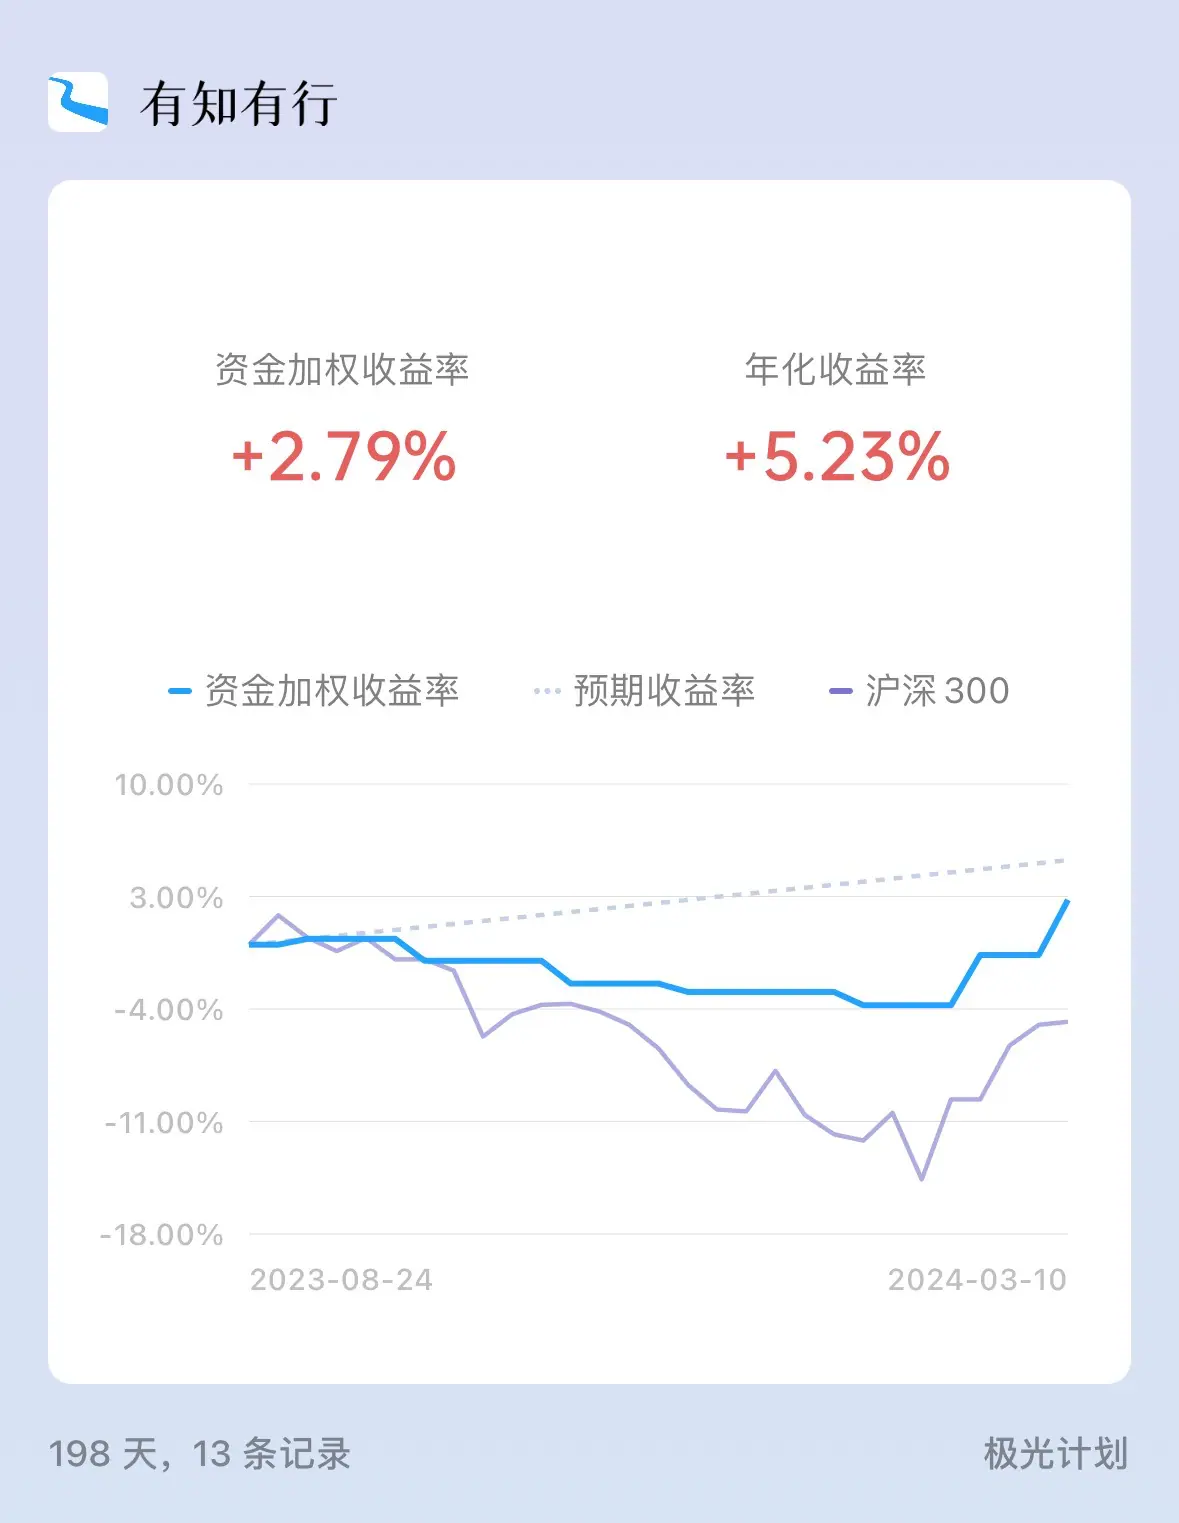 有知有行
资金加权收益率 年化收益率
+2.79% +5.23%
资金加权收益率 预期收益率 沪深300
10.00%
3.00%
-4.00%
-11.00%
-18.00%
2023-08-24 2024-03-10
198 天，13 条记录 极光计划